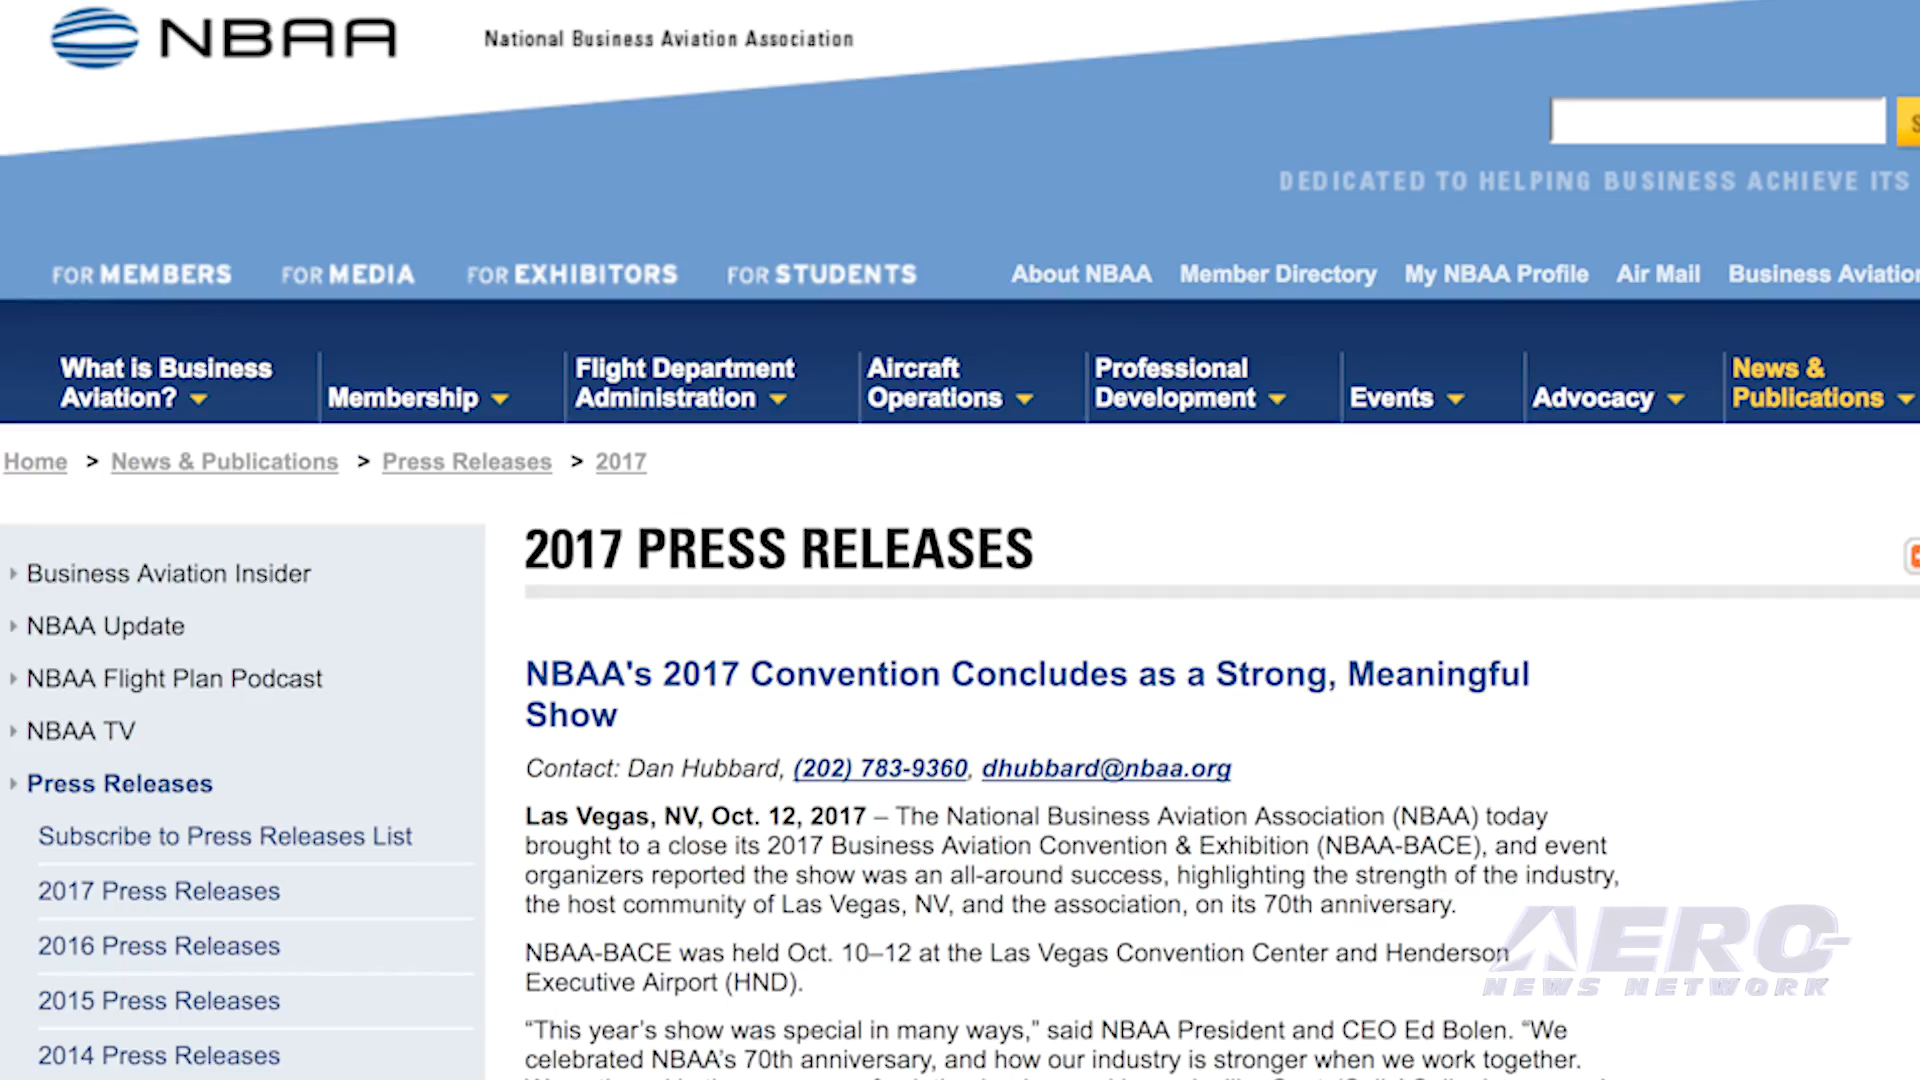 NBAA
National Business Aviation Association
DEDICATED TO HELPING BUSINESS ACHIEVE ITS
FOR MEMBERS FOR MEDIA FOR EXHIBITORS FOR STUDENTS About NBAA Member Directory My NBAA Profile Air Mail Business Aviation
What is Business Aviation?
Membership
Flight Department Administration
Aircraft Operations
Professional Development
Events
Advocacy
News & Publications
Home > News & Publications > Press Releases > 2017
Business Aviation Insider
NBAA Update
NBAA Flight Plan Podcast
NBAA TV
Press Releases
Subscribe to Press Releases List
2017 Press Releases
2016 Press Releases
2015 Press Releases
2014 Press Releases
2017 PRESS RELEASES
NBAA's 2017 Convention Concludes as a Strong, Meaningful
Show
Contact: Dan Hubbard, (202) 783-9360, dhubbard@nbaa.org
Las Vegas, NV, Oct. 12, 2017 – The National Business Aviation Association (NBAA) today
brought to a close its 2017 Business Aviation Convention & Exhibition (NBAA-BACE), and event
organizers reported the show was an all-around success, highlighting the strength of the industry,
the host community of Las Vegas, NV, and the association, on its 70th anniversary.
NBAA-BACE was held Oct. 10–12 at the Las Vegas Convention Center and Henderson
Executive Airport (HND).
“This year’s show was special in many ways,” said NBAA President and CEO Ed Bolen. “We
celebrated NBAA’s 70th anniversary, and how our industry is stronger when we work together.
AERO
NEWS NETWORK